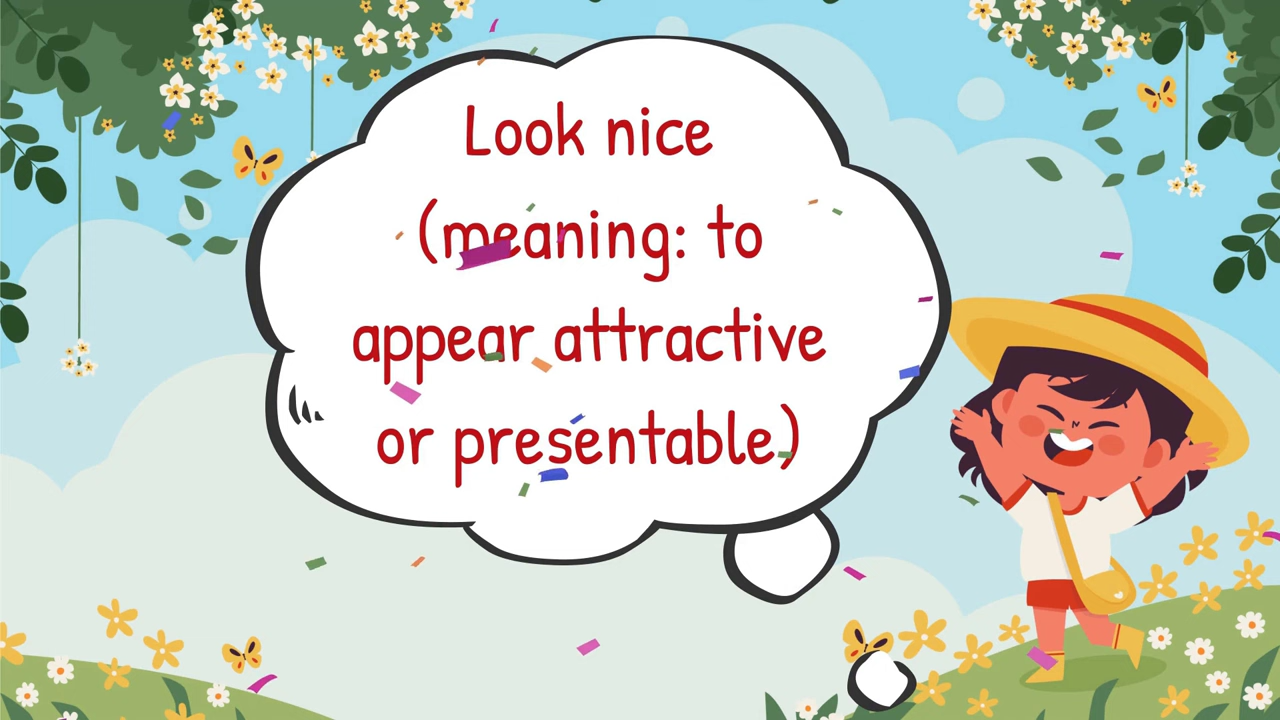 Look nice
(meaning: to
appear attractive
or presentable)